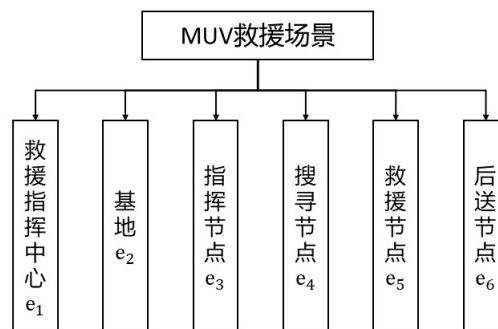 MUV救援场景
救援指挥中心e₁
基地e₂
指挥节点e₃
搜寻节点e₄
救援节点e₅
后送节点e₆